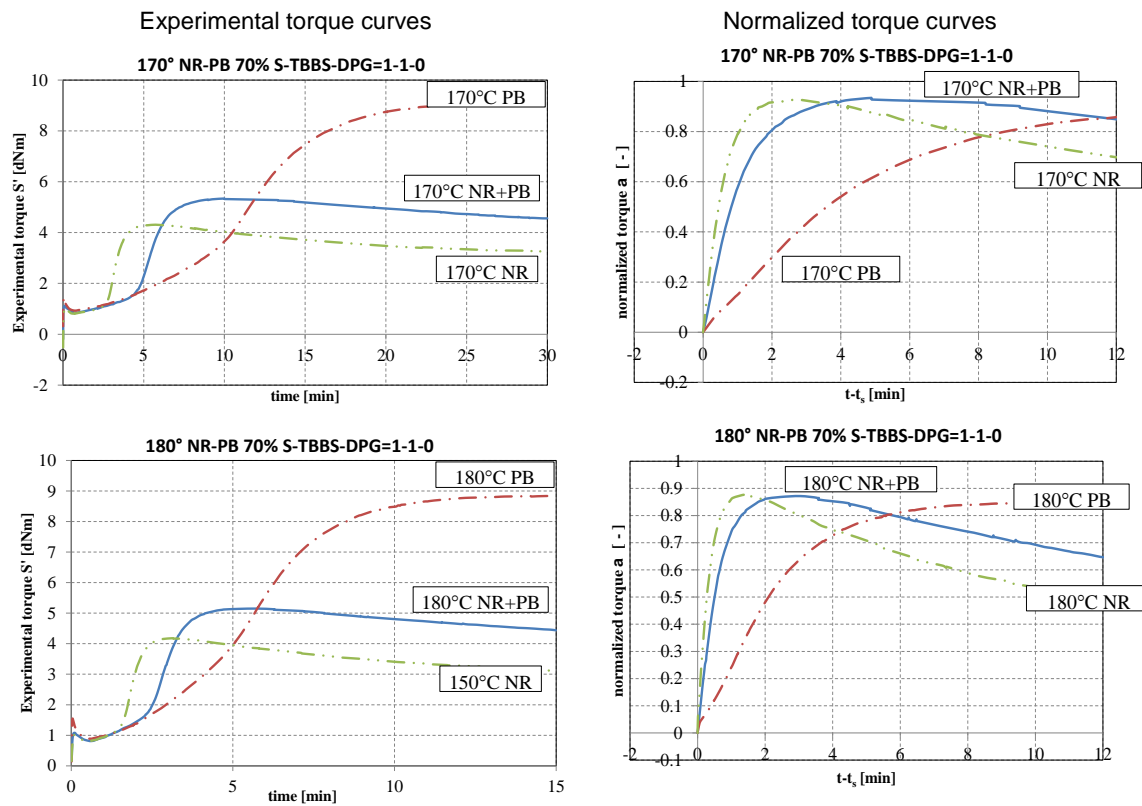 Experimental torque curves
Normalized torque curves
170° NR-PB 70% S-TBBS-DPG=1-1-0
Experimental torque S' [dNm]
10
8
6
4
2
0
-2
0
5
10
15
20
25
30
time [min]
170°C PB
170°C NR+PB
170°C NR
170° NR-PB 70% S-TBBS-DPG=1-1-0
normalized torque a [ - ]
1
0.8
0.6
0.4
0.2
0
-0.2
-2
0
2
4
6
8
10
12
t-ts [min]
170°C NR+PB
170°C NR
170°C PB
180° NR-PB 70% S-TBBS-DPG=1-1-0
Experimental torque S' [dNm]
10
9
8
7
6
5
4
3
2
1
0
0
5
10
15
time [min]
180°C PB
180°C NR+PB
150°C NR
180° NR-PB 70% S-TBBS-DPG=1-1-0
normalized torque a [ - ]
1
0.9
0.8
0.7
0.6
0.5
0.4
0.3
0.2
0.1
0
-0.1
-2
0
2
4
6
8
10
12
t-ts [min]
180°C NR+PB
180°C PB
180°C NR